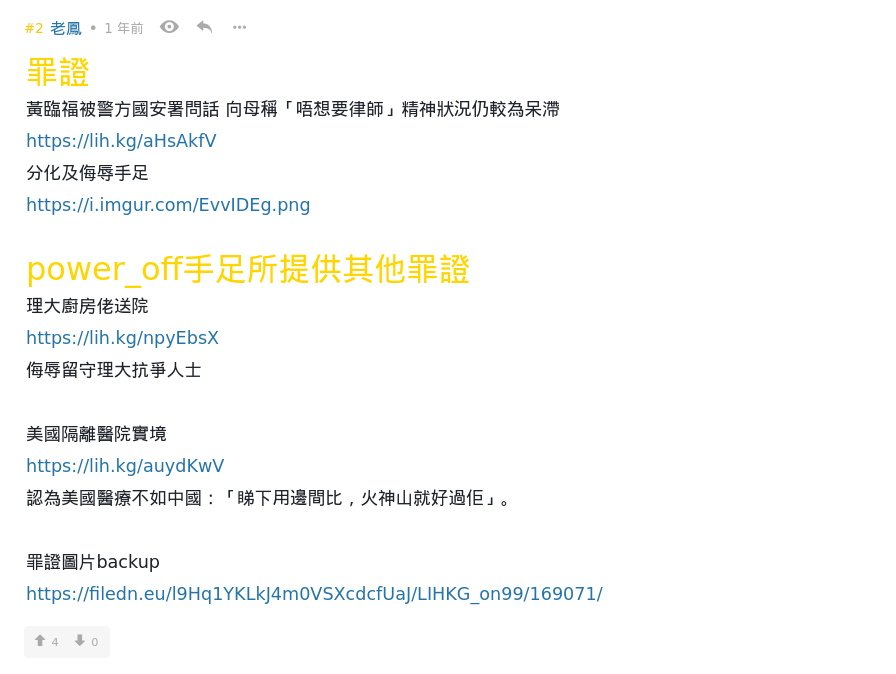 #2 老鳳 • 1 年前
罪證
黃臨福被警方國安署問話 向母稱「唔想要律師」精神狀況仍較為呆滯
https://lih.kg/aHsAkfV
分化及侮辱手足
https://i.imgur.com/EvvIDEg.png
power_off手足所提供其他罪證
理大廚房佬送院
https://lih.kg/npyEbsX
侮辱留守理大抗爭人士
美國隔離醫院實境
https://lih.kg/auydKwV
認為美國醫療不如中國：「睇下用邊間比，火神山就好過佢」。
罪證圖片backup
https://filedn.eu/l9Hq1YKLkJ4m0VSXcdcfUaJ/LIHKG_on99/169071/
4 0